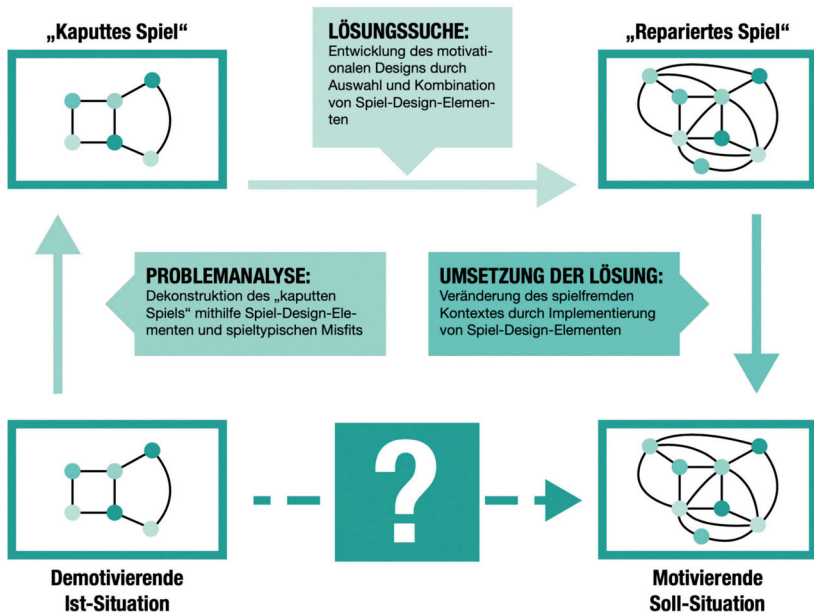 „Kaputtes Spiel“
LÖSUNGSSUCHE:
Entwicklung des motivati-
onalen Designs durch
Auswahl und Kombination
von Spiel-Design-Elemen-
ten
„Repariertes Spiel“
PROBLEMANALYSE:
Dekonstruktion des „kaputten
Spiels“ mithilfe Spiel-Design-Ele-
menten und spieltypischen Misfits
UMSETZUNG DER LÖSUNG:
Veränderung des spielfremden
Kontextes durch Implementierung
von Spiel-Design-Elementen
?
Demotivierende
Ist-Situation
Motivierende
Soll-Situation